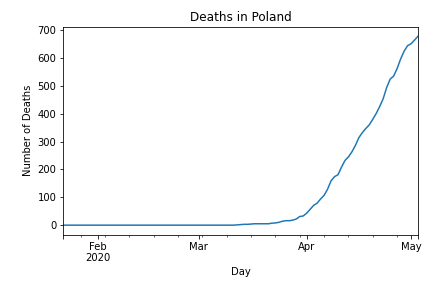 Deaths in Poland
Number of Deaths
700
600
500
400
300
200
100
0
Feb
2020
Mar
Apr
May
Day